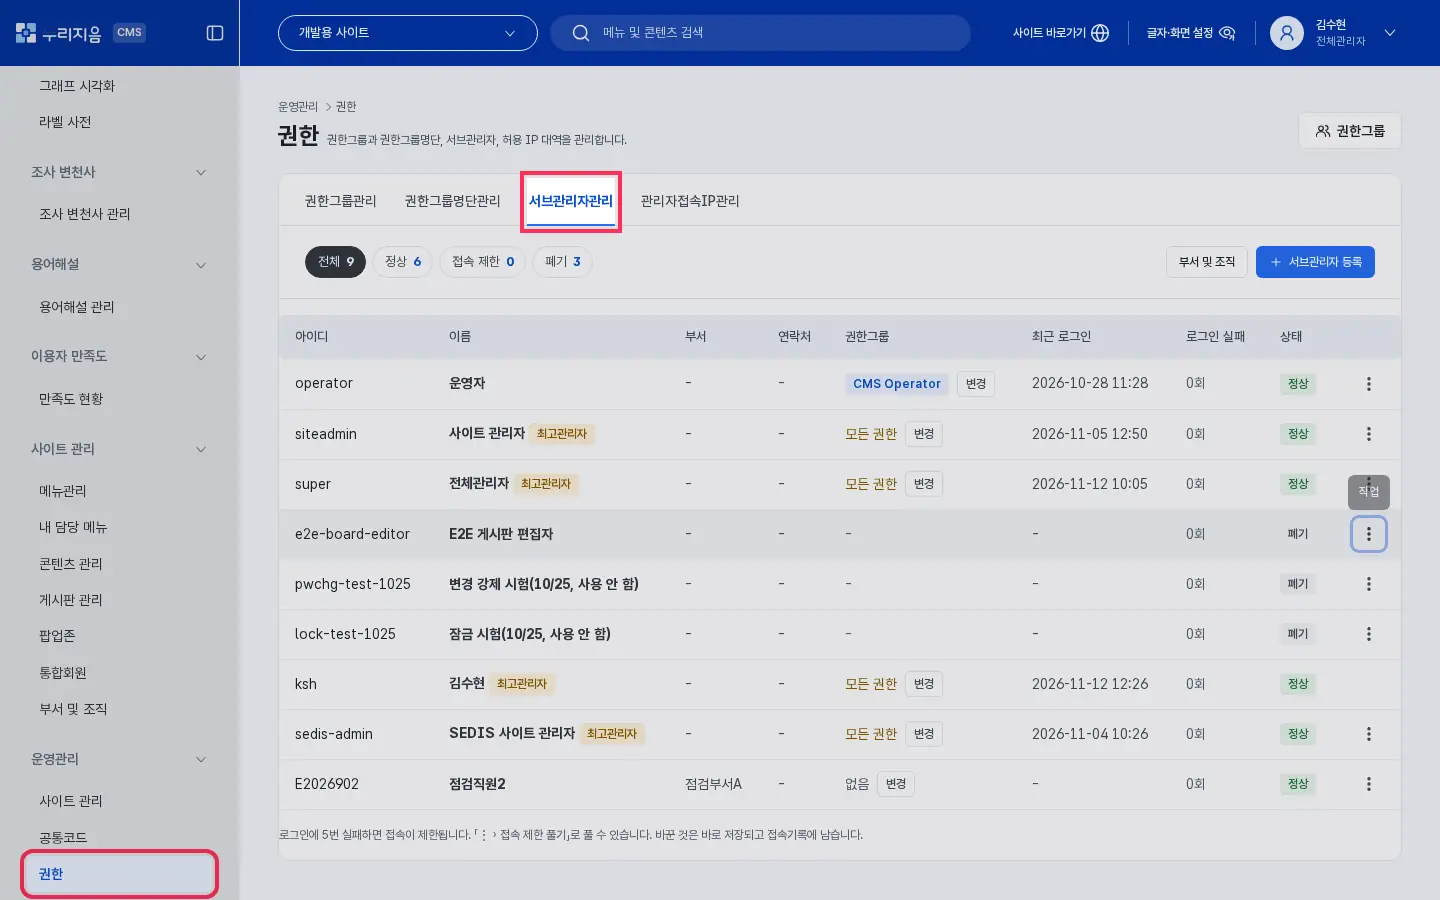 누리지음 CMS
개발용 사이트
메뉴 및 콘텐츠 검색
사이트 바로가기
글자·화면 설정
김수현
전체관리자
그래프 시각화
라벨 사전
조사 변천사
조사 변천사 관리
용어해설
용어해설 관리
이용자 만족도
만족도 현황
사이트 관리
메뉴관리
내 담당 메뉴
콘텐츠 관리
게시판 관리
팝업존
통합회원
부서 및 조직
운영관리
사이트 관리
공통코드
권한
운영관리 > 권한
권한 권한그룹과 권한그룹명단, 서브관리자, 허용 IP 대역을 관리합니다.
권한그룹
권한그룹관리 권한그룹명단관리 서브관리자관리 관리자접속IP관리
전체 9 정상 6 접속 제한 0 폐기 3
부서 및 조직 + 서브관리자 등록
아이디 이름 부서 연락처 권한그룹 최근 로그인 로그인 실패 상태
operator 운영자 - - CMS Operator 변경 2026-10-28 11:28 0회 정상
siteadmin 사이트 관리자 최고관리자 - - 모든 권한 변경 2026-11-05 12:50 0회 정상
super 전체관리자 최고관리자 - - 모든 권한 변경 2026-11-12 10:05 0회 정상
작업
e2e-board-editor E2E 게시판 편집자 - - - - 0회 폐기
pwchg-test-1025 변경 강제 시험(10/25, 사용 안 함) - - - - 0회 폐기
lock-test-1025 잠금 시험(10/25, 사용 안 함) - - - - 0회 폐기
ksh 김수현 최고관리자 - - 모든 권한 변경 2026-11-12 12:26 0회 정상
sedis-admin SEDIS 사이트 관리자 최고관리자 - - 모든 권한 변경 2026-11-04 10:26 0회 정상
E2026902 점검직원2 점검부서A - 없음 변경 - 0회 정상
로그인에 5번 실패하면 접속이 제한됩니다. 「⋮ › 접속 제한 풀기」로 풀 수 있습니다. 바꾼 것은 바로 저장되고 접속기록에 남습니다.